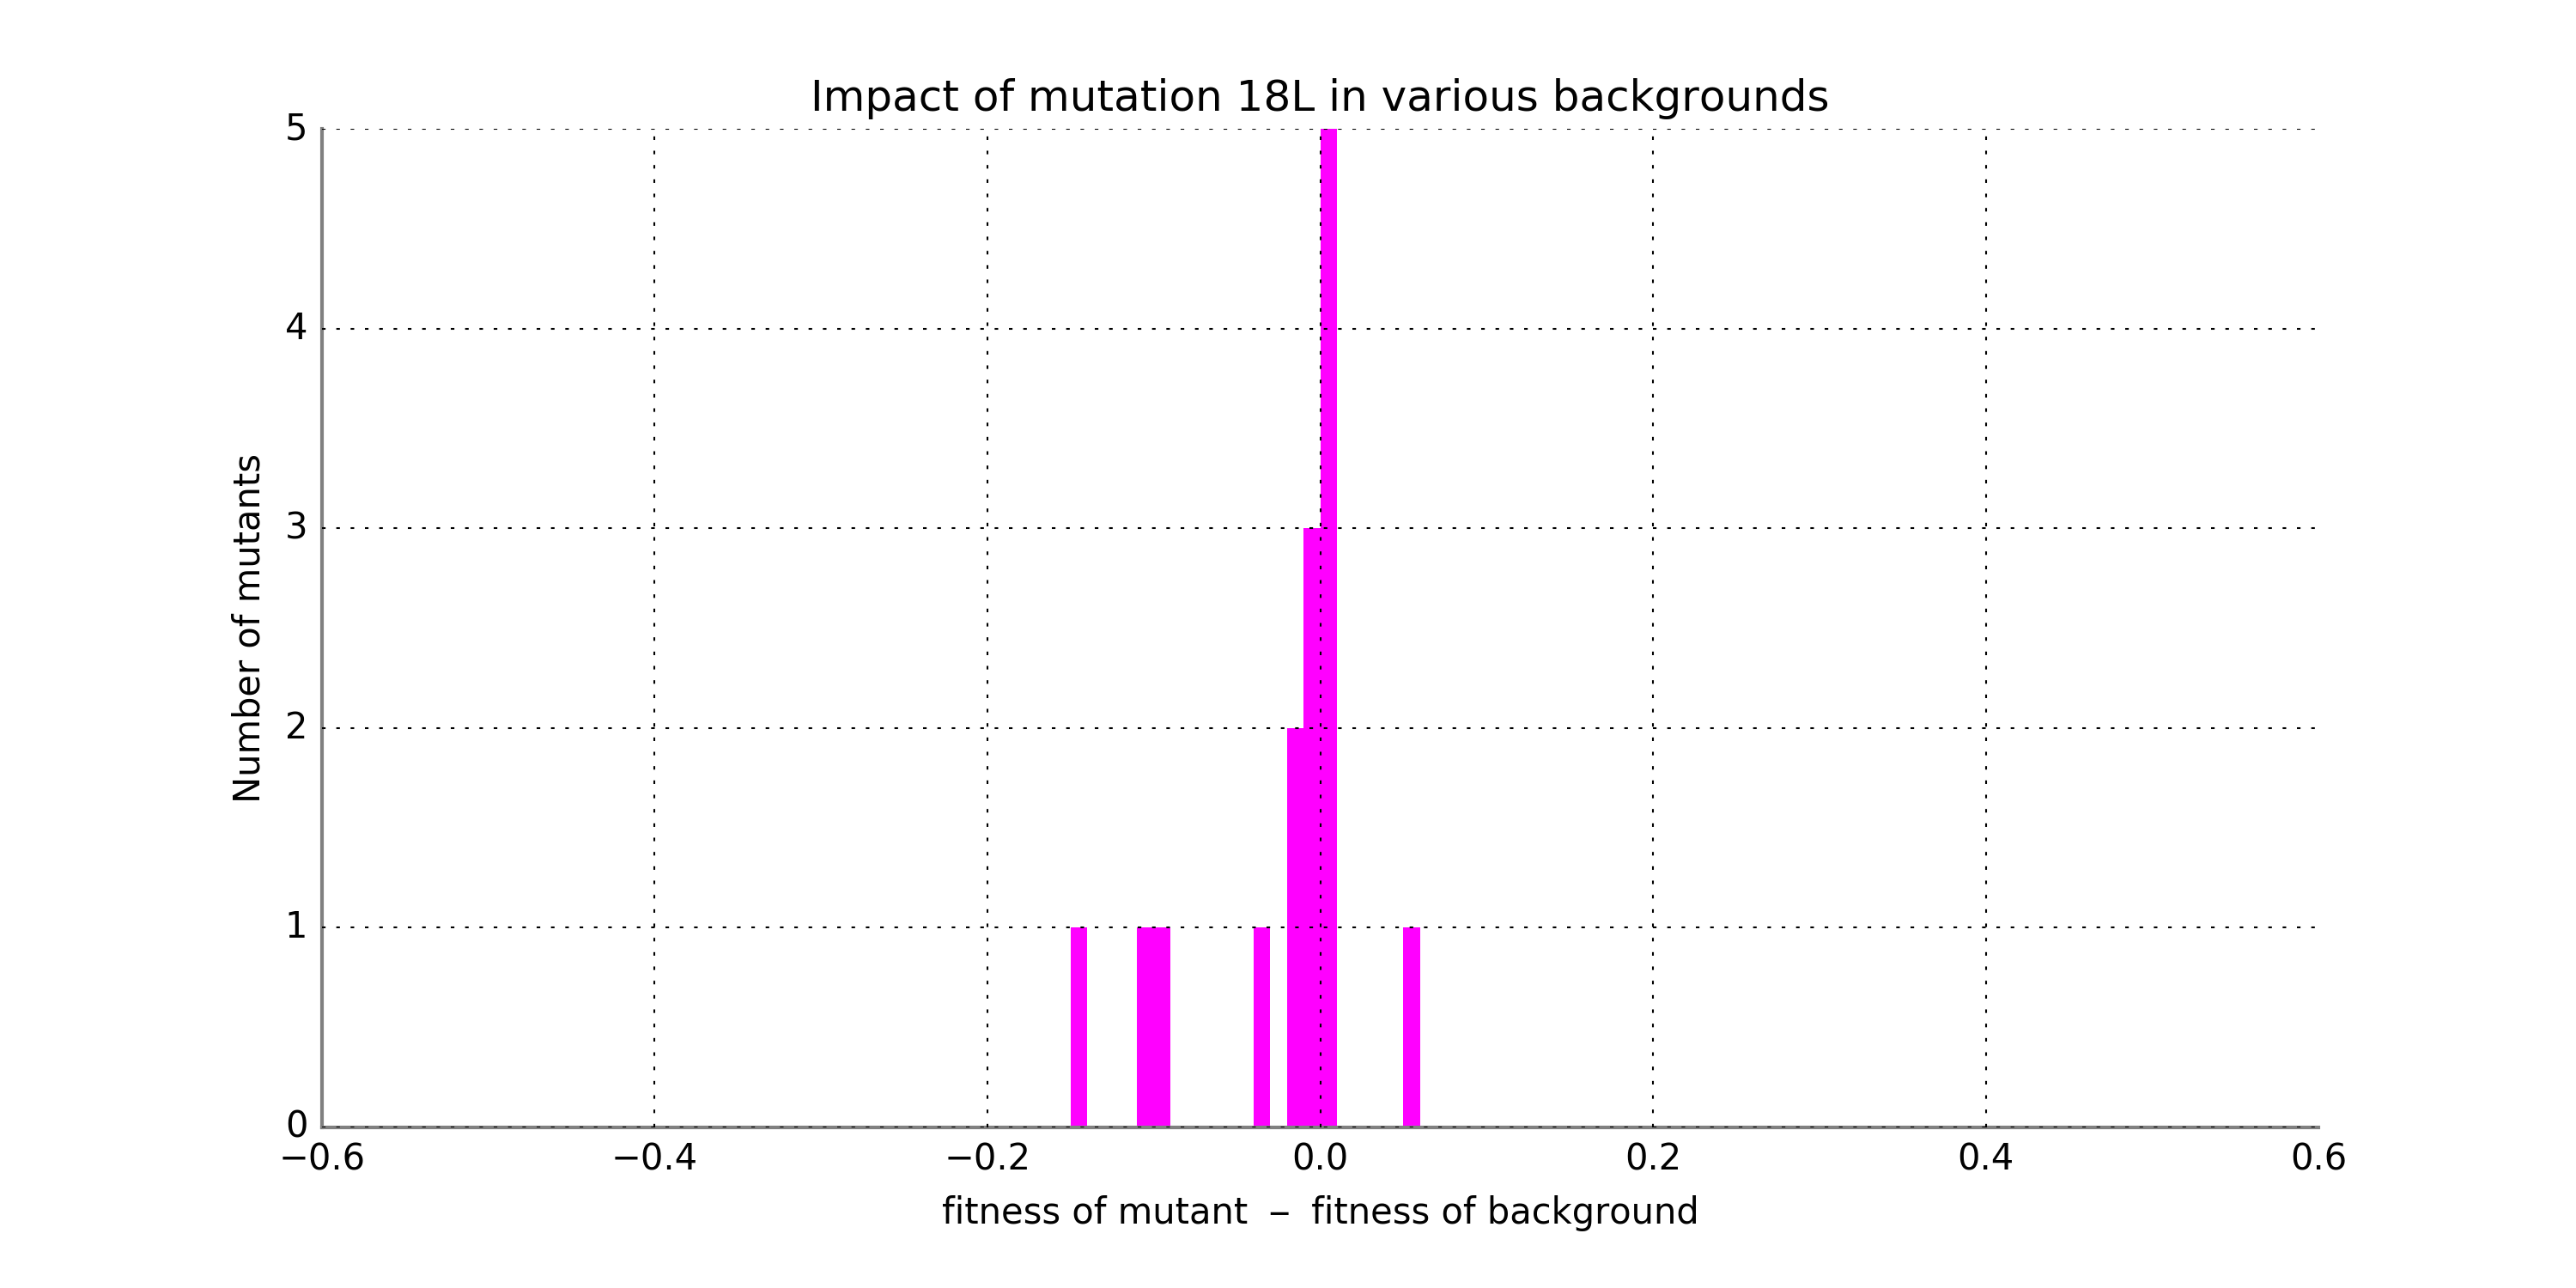 Impact of mutation 18L in various backgrounds
5
4
3
2
1
0
Number of mutants
−0.6 −0.4 −0.2 0.0 0.2 0.4 0.6
fitness of mutant − fitness of background